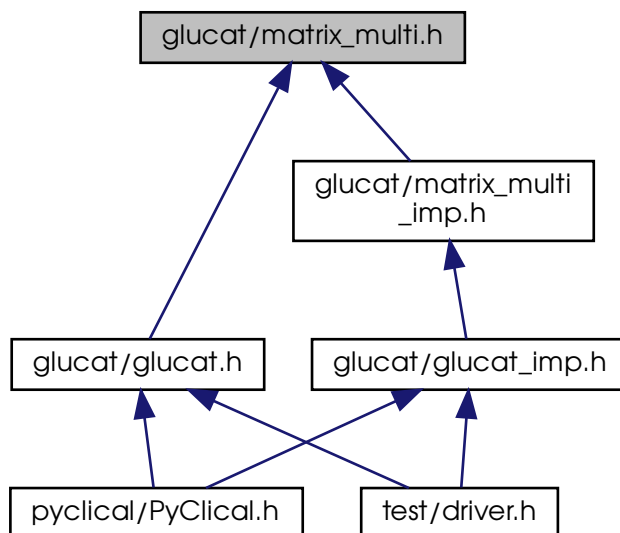 glucat/matrix_multi.h
glucat/matrix_multi
_imp.h
glucat/glucat.h
glucat/glucat_imp.h
pyclical/PyClical.h
test/driver.h